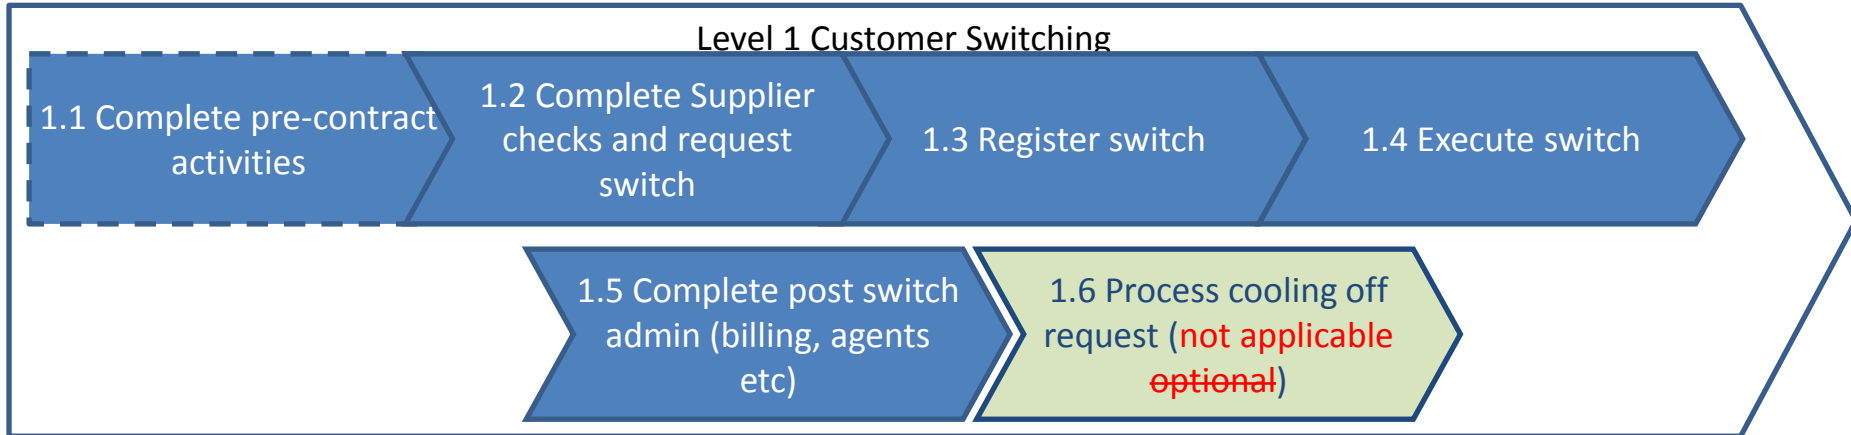 Level 1 Customer Switching
1.1 Complete pre-contract
activities
1.2 Complete Supplier
checks and request
switch
1.3 Register switch
1.4 Execute switch
1.5 Complete post switch
admin (billing, agents
etc)
1.6 Process cooling off
request (not applicable
optional)